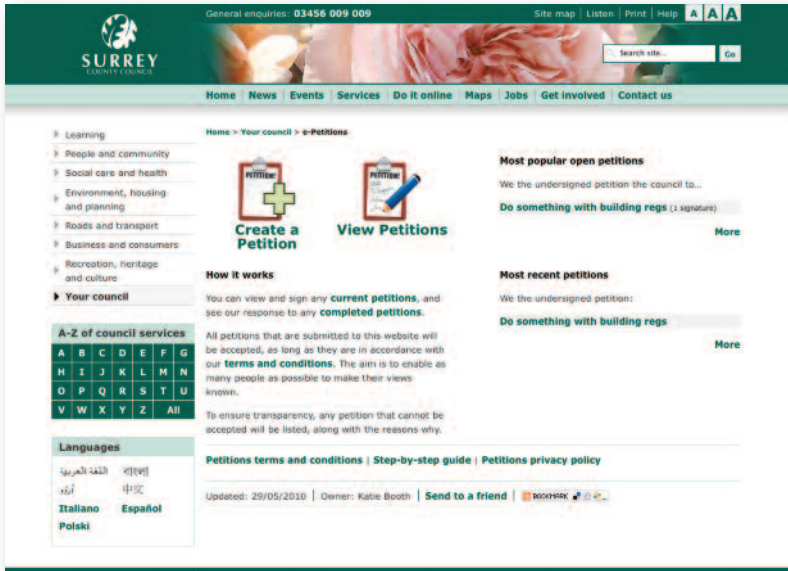 General enquiries: 03456 009 009
Site map | Listen | Print | Help A A A
SURREY
COUNTY COUNCIL
Search site...
Go
Home News Events Services Do it online Maps Jobs Get involved Contact us
Learning
People and community
Social care and health
Environment, housing
and planning
Roads and transport
Business and consumers
Recreation, heritage
and culture
Your council
A-Z of council services
A B C D E F G
H I J K L M N
O P Q R S T U
V W X Y Z All
Languages
اللغة العربية বাংলা
اُردُو 中文
Italiano Español
Polski
Home > Your council > e-Petitions
PETITION!
PETITION!
Create a
Petition
View Petitions
How it works
You can view and sign any current petitions, and
see our response to any completed petitions.
All petitions that are submitted to this website will
be accepted, as long as they are in accordance with
our terms and conditions. The aim is to enable as
many people as possible to make their views
known.
To ensure transparency, any petition that cannot be
accepted will be listed, along with the reasons why.
Most popular open petitions
We the undersigned petition the council to...
Do something with building regs (1 signature)
More
Most recent petitions
We the undersigned petition:
Do something with building regs
More
Petitions terms and conditions | Step-by-step guide | Petitions privacy policy
Updated: 29/05/2010 | Owner: Katie Booth | Send to a friend | BOOKMARK